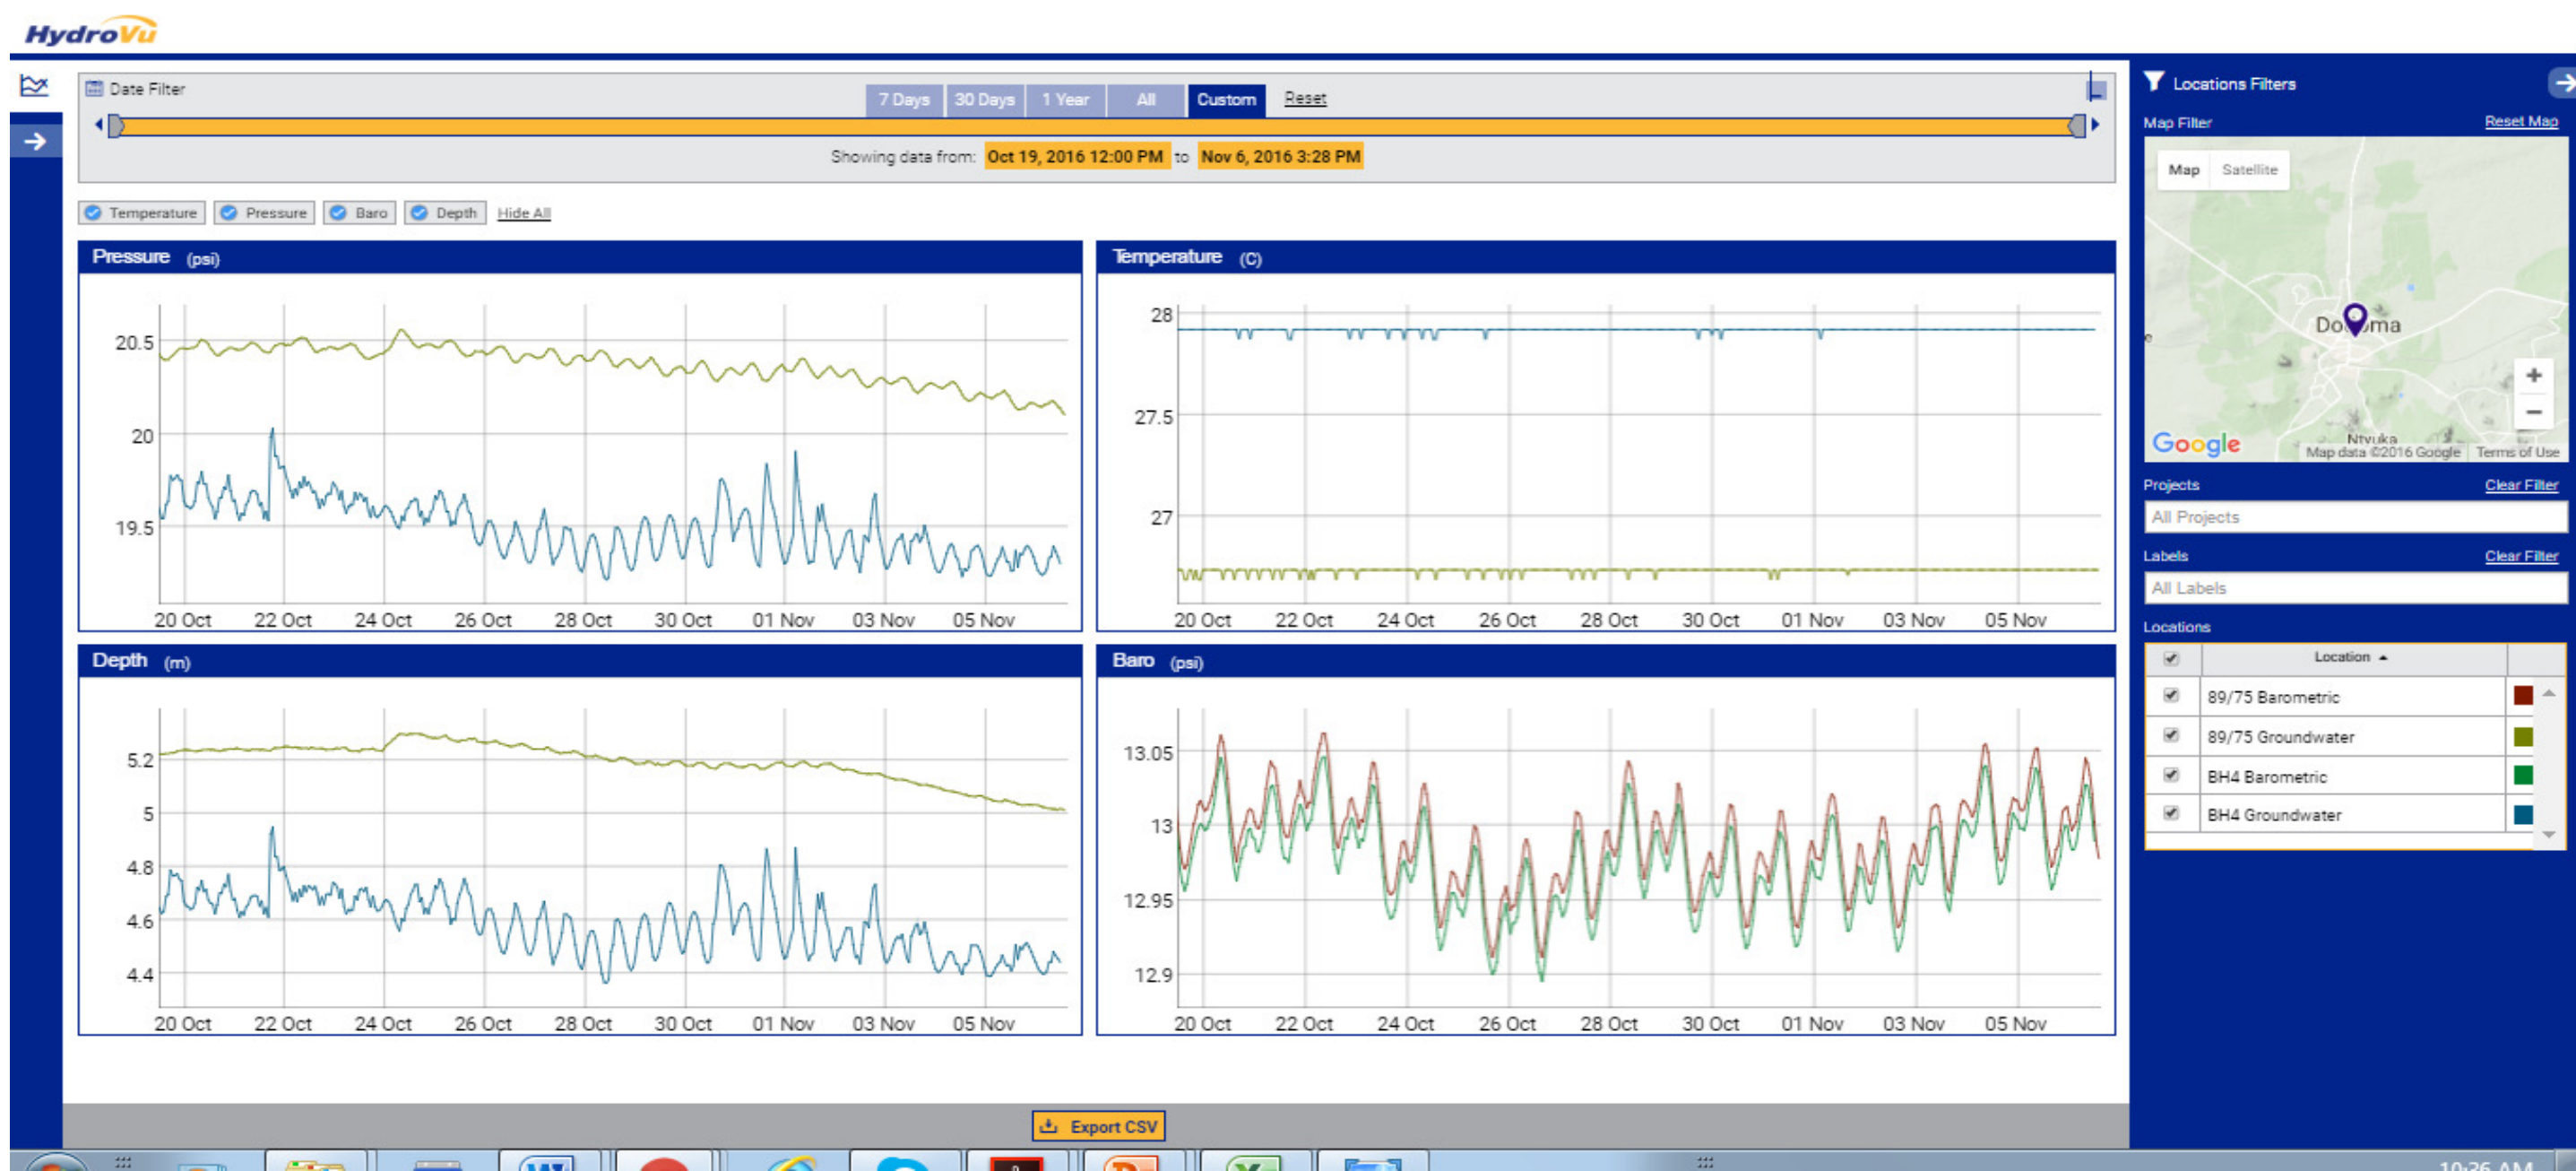 HydroVu
Date Filter
7 Days 30 Days 1 Year All Custom Reset
Showing data from: Oct 19, 2016 12:00 PM to Nov 6, 2016 3:28 PM
Temperature Pressure Baro Depth Hide All
Pressure (psi)
20.5
20
19.5
20 Oct 22 Oct 24 Oct 26 Oct 28 Oct 30 Oct 01 Nov 03 Nov 05 Nov
Temperature (C)
28
27.5
27
20 Oct 22 Oct 24 Oct 26 Oct 28 Oct 30 Oct 01 Nov 03 Nov 05 Nov
Depth (m)
5.2
5
4.8
4.6
4.4
20 Oct 22 Oct 24 Oct 26 Oct 28 Oct 30 Oct 01 Nov 03 Nov 05 Nov
Baro (psi)
13.05
13
12.95
12.9
20 Oct 22 Oct 24 Oct 26 Oct 28 Oct 30 Oct 01 Nov 03 Nov 05 Nov
Export CSV
Locations Filters
Map Filter Reset Map
Map Satellite
Ntyuka
Google Map data ©2016 Google Terms of Use
Projects Clear Filter
All Projects
Labels Clear Filter
All Labels
Locations
Location
89/75 Barometric
89/75 Groundwater
BH4 Barometric
BH4 Groundwater
10:36 AM